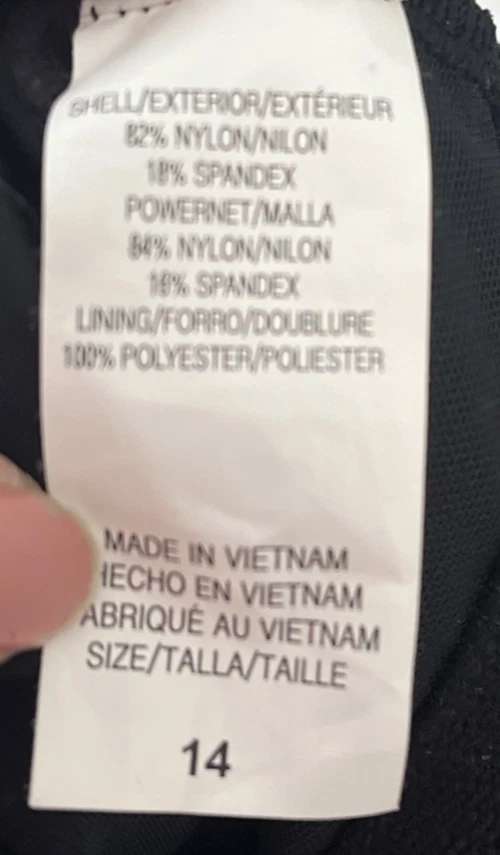 SHELL/EXTERIOR/EXTÉRIEUR
82% NYLON/NILON
18% SPANDEX
POWERNET/MALLA
84% NYLON/NILON
16% SPANDEX
LINING/FORRO/DOUBLURE
100% POLYESTER/POLIESTER
MADE IN VIETNAM
HECHO EN VIETNAM
ABRIQUÉ AU VIETNAM
SIZE/TALLA/TAILLE
14